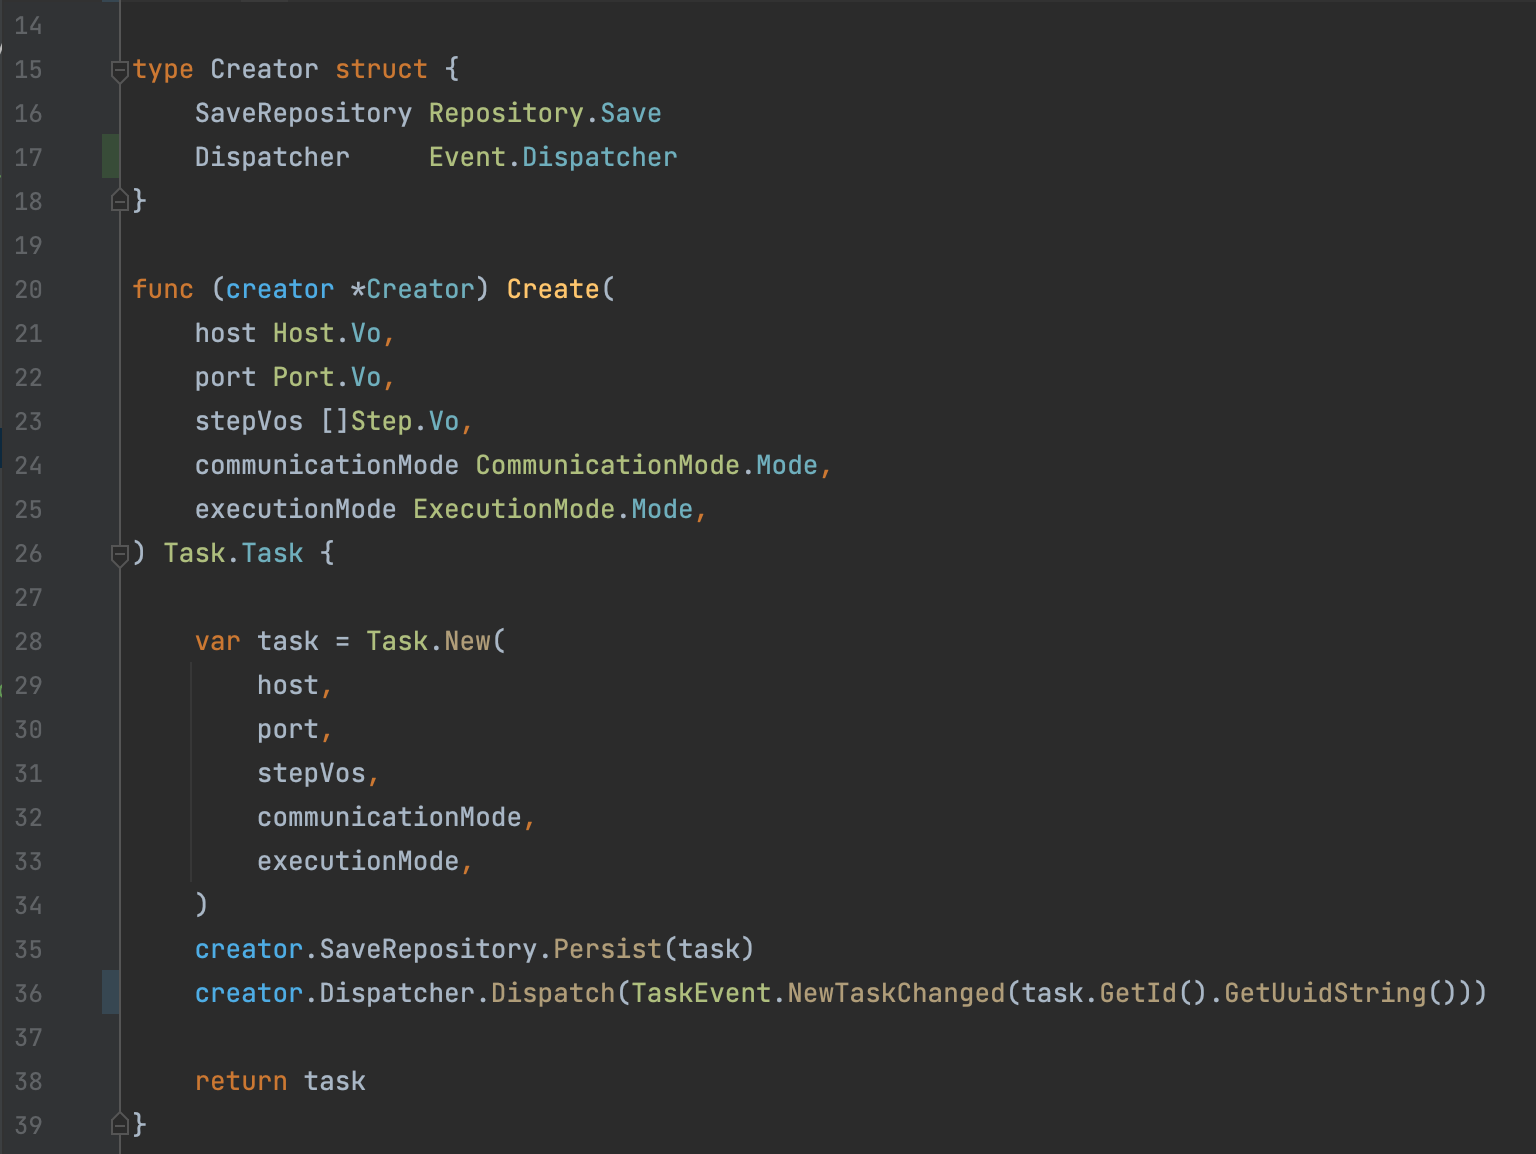 14
15 type Creator struct {
16     SaveRepository Repository.Save
17     Dispatcher     Event.Dispatcher
18 }
19
20 func (creator *Creator) Create(
21     host Host.Vo,
22     port Port.Vo,
23     stepVos []Step.Vo,
24     communicationMode CommunicationMode.Mode,
25     executionMode ExecutionMode.Mode,
26 ) Task.Task {
27
28     var task = Task.New(
29         host,
30         port,
31         stepVos,
32         communicationMode,
33         executionMode,
34     )
35     creator.SaveRepository.Persist(task)
36     creator.Dispatcher.Dispatch(TaskEvent.NewTaskChanged(task.GetId().GetUuidString()))
37
38     return task
39 }